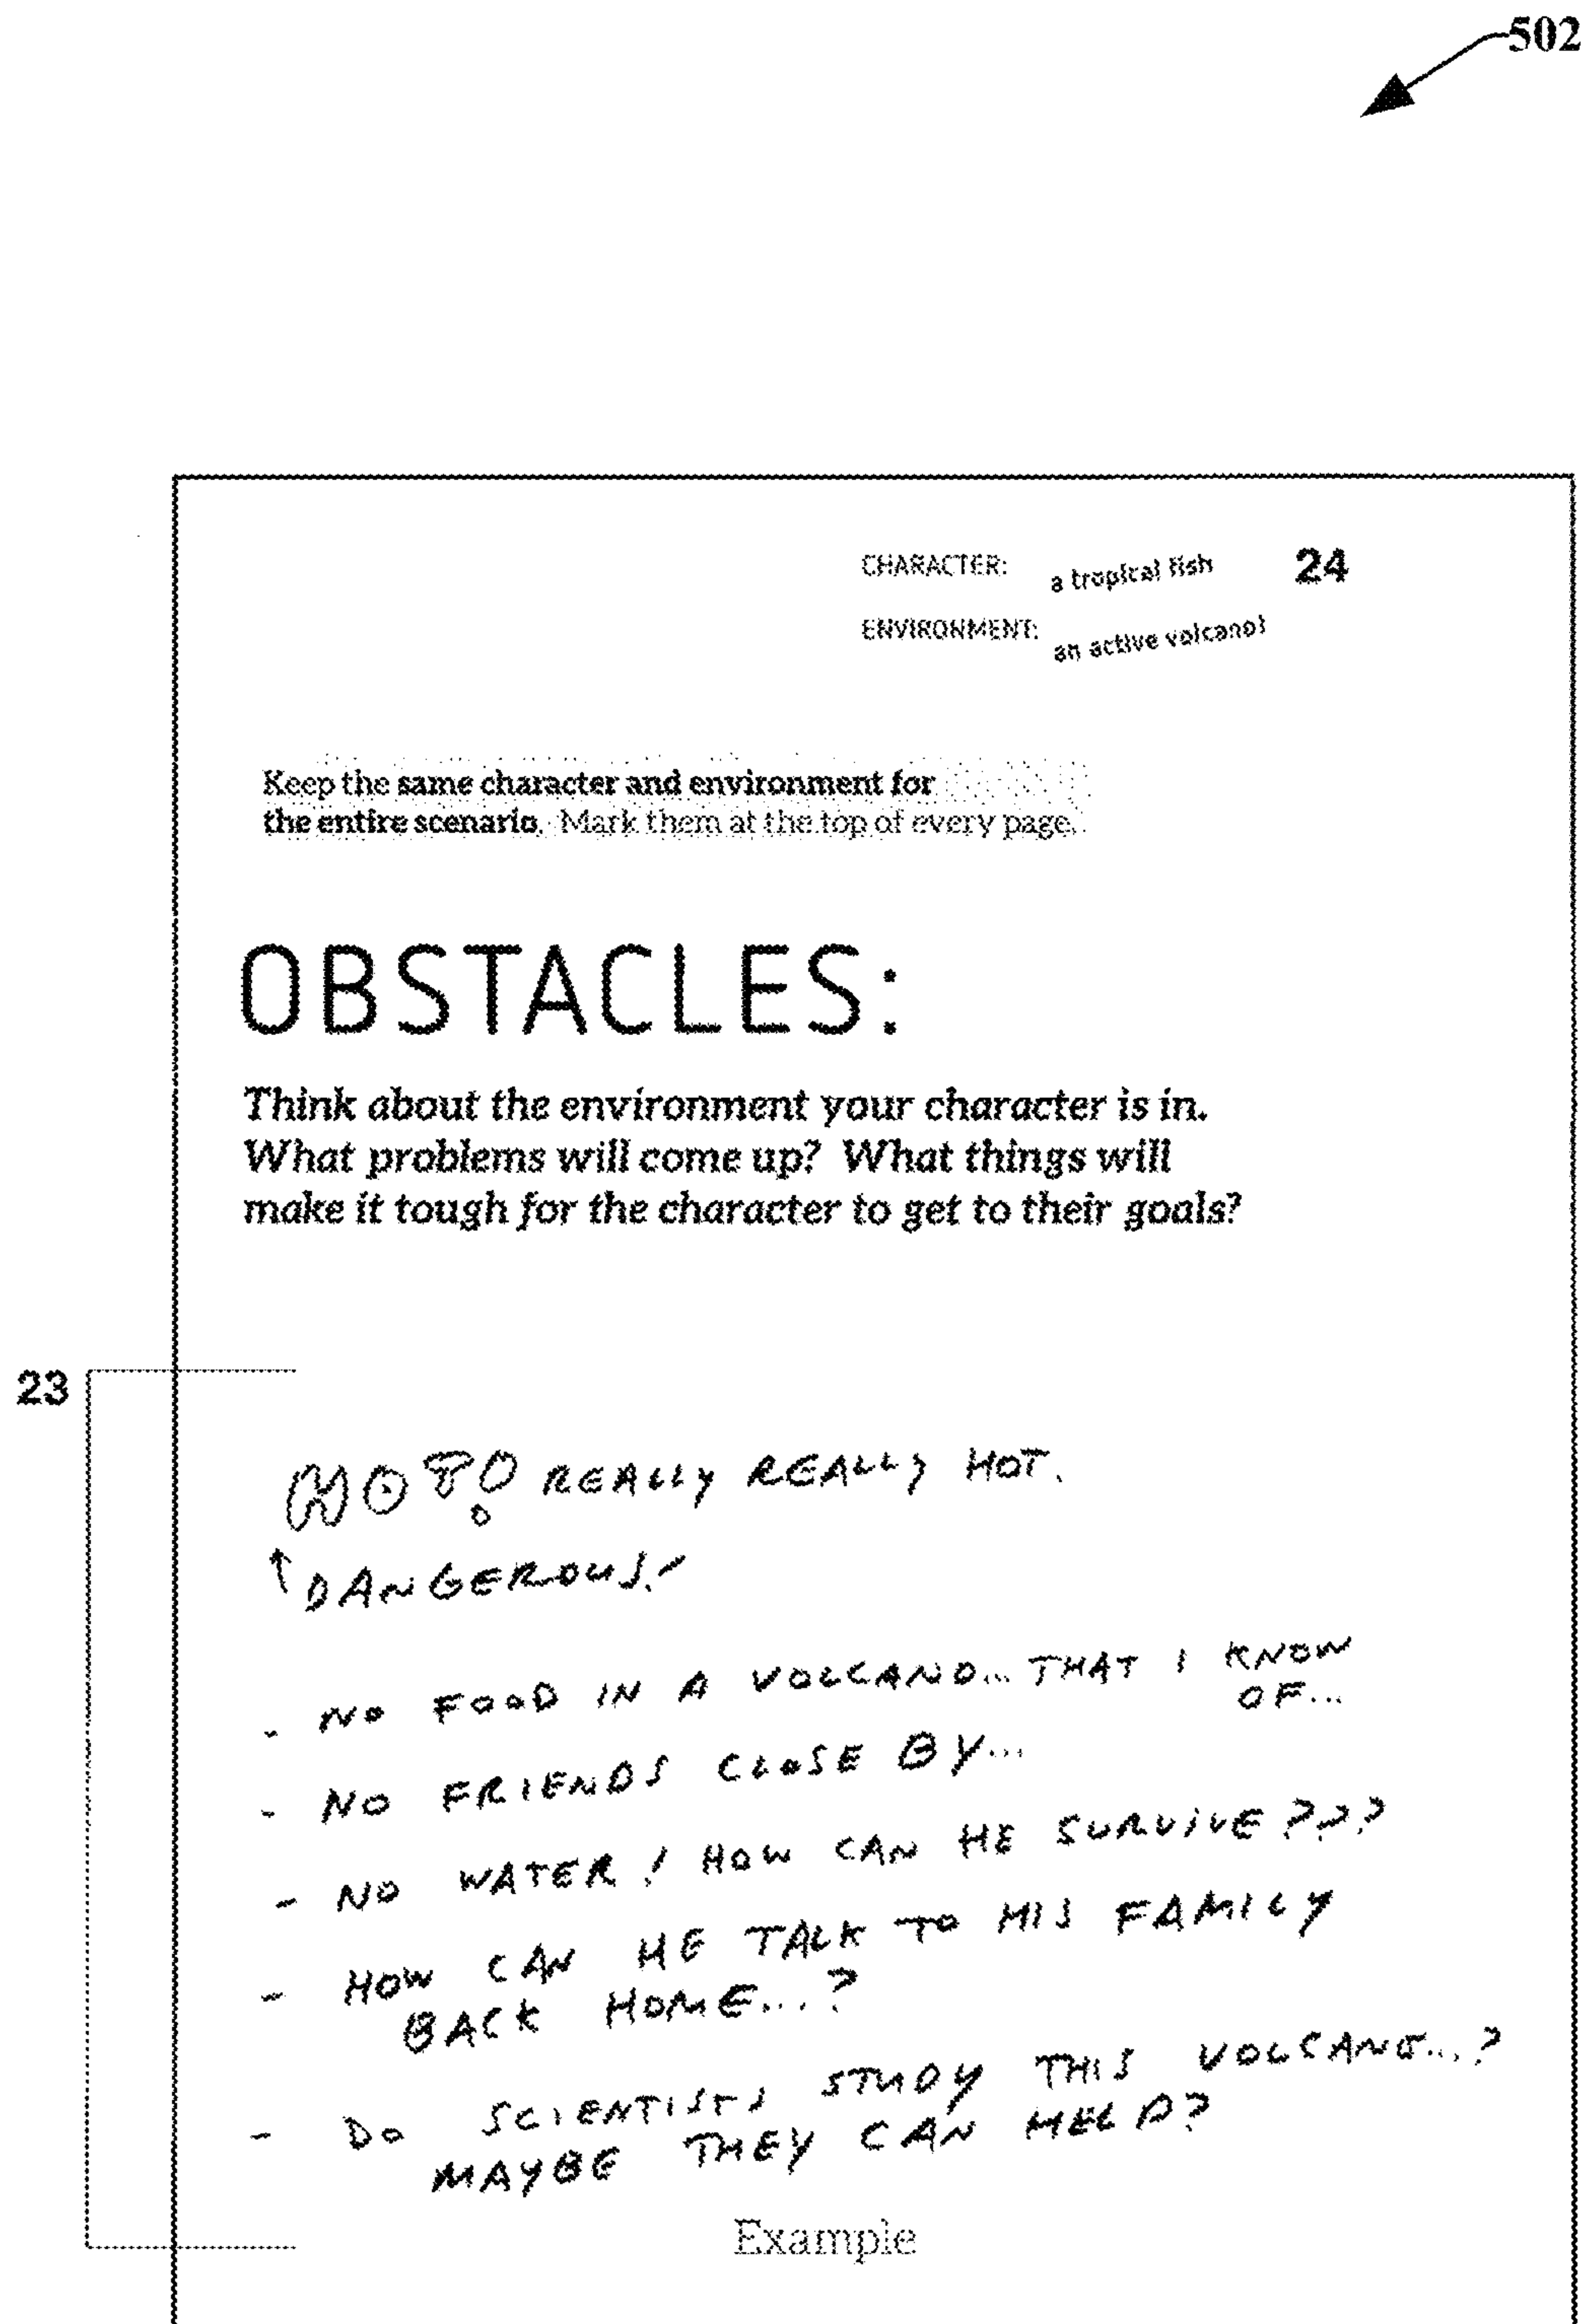 502
CHARACTER: a tropical fish 24
ENVIRONMENT: an active volcano!
Keep the same character and environment for
the entire scenario. Mark them at the top of every page.
OBSTACLES:
Think about the environment your character is in.
What problems will come up? What things will
make it tough for the character to get to their goals?
23
HOT! REALLY REALLY HOT.
↑ DANGEROUS!
- NO FOOD IN A VOLCANO... THAT I KNOW
OF...
- NO FRIENDS CLOSE BY...
- NO WATER! HOW CAN HE SURVIVE???
- HOW CAN HE TALK TO HIS FAMILY
BACK HOME...?
- DO SCIENTISTS STUDY THIS VOLCANO...?
MAYBE THEY CAN HELP?
Example